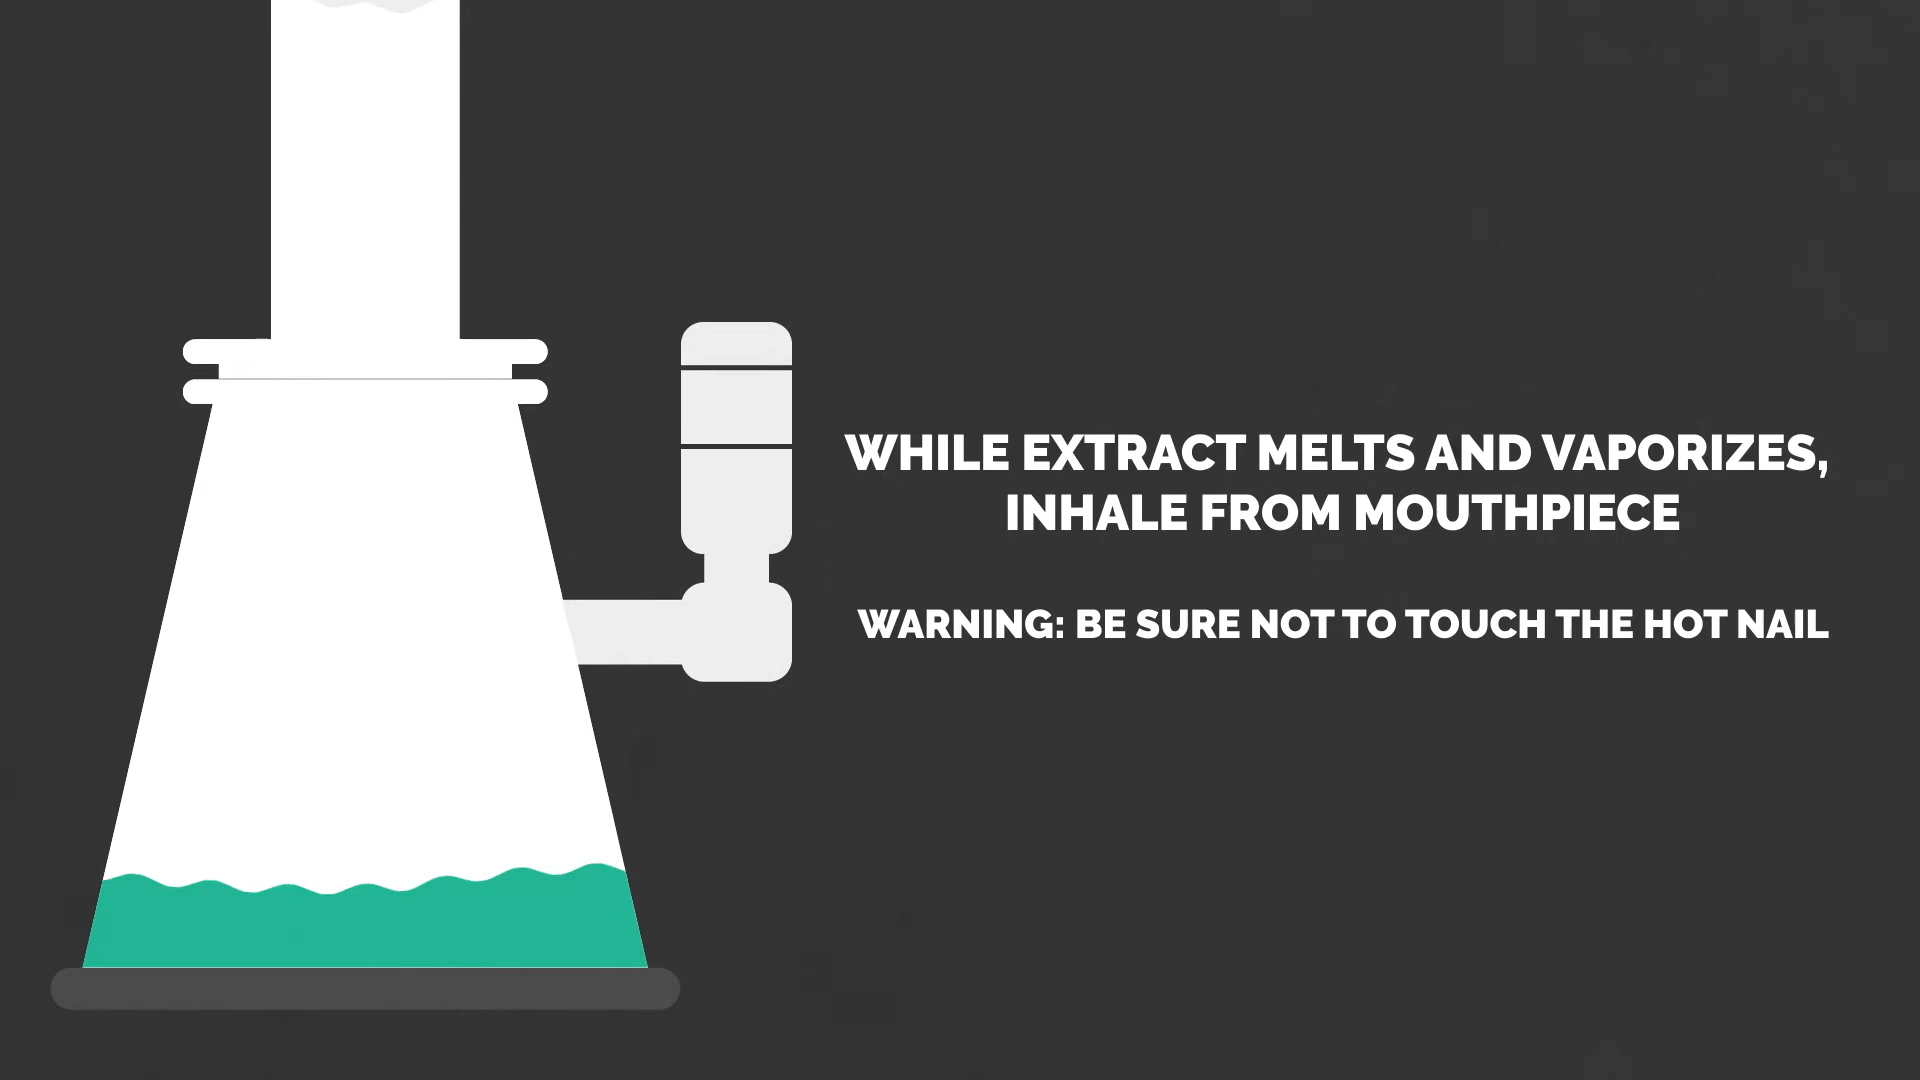 WHILE EXTRACT MELTS AND VAPORIZES,
INHALE FROM MOUTHPIECE
WARNING: BE SURE NOT TO TOUCH THE HOT NAIL